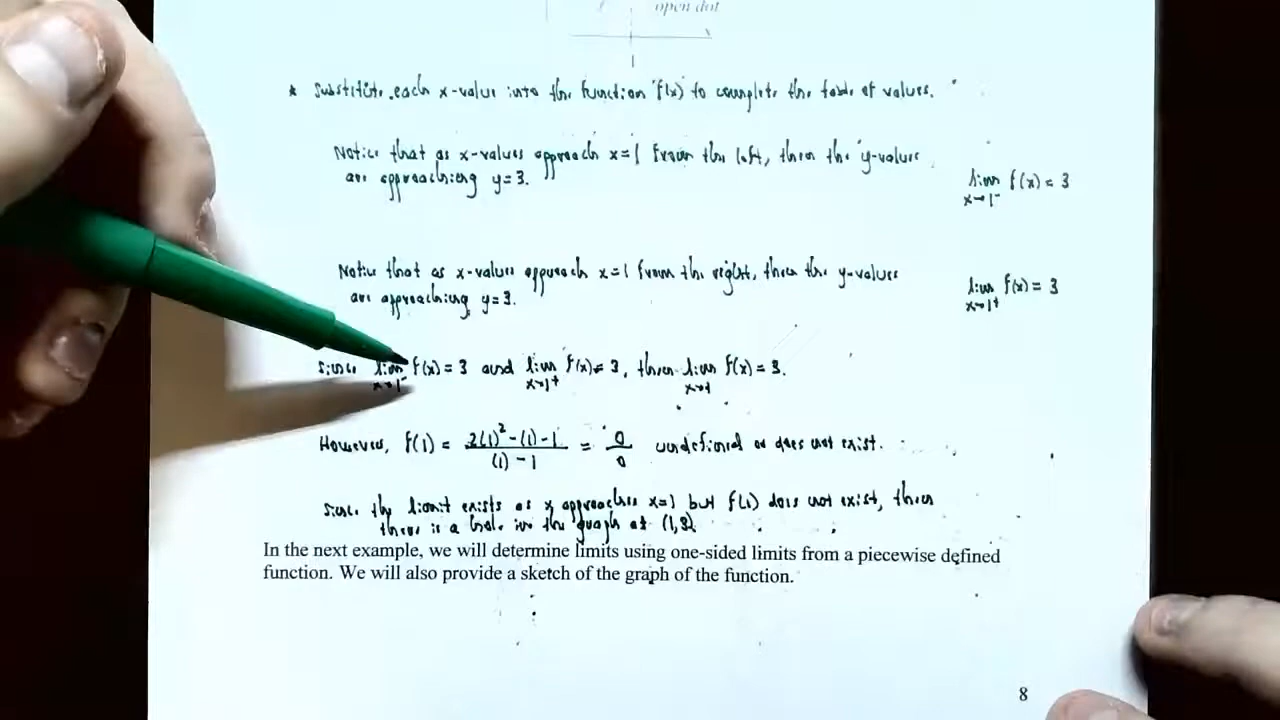 open dot
1
* Substitute each x-value into the function f(x) to complete the table of values.
Notice that as x-values approach x=1 from the left, then the y-values
are approaching y=3.
lim f(x) = 3
x→1⁻
Notice that as x-values approach x=1 from the right, then the y-values
are approaching y=3.
lim f(x) = 3
x→1⁺
Since lim f(x) = 3 and lim f(x) = 3, then lim f(x) = 3.
x→1⁻ x→1⁺ x→1
However, f(1) = 2(1)²-(1)-1 / (1)-1 = 0/0 undefined or does not exist.
Since the limit exists as x approaches x=1 but f(1) does not exist, then
there is a hole in the graph at (1,3).
In the next example, we will determine limits using one-sided limits from a piecewise defined
function. We will also provide a sketch of the graph of the function.
8